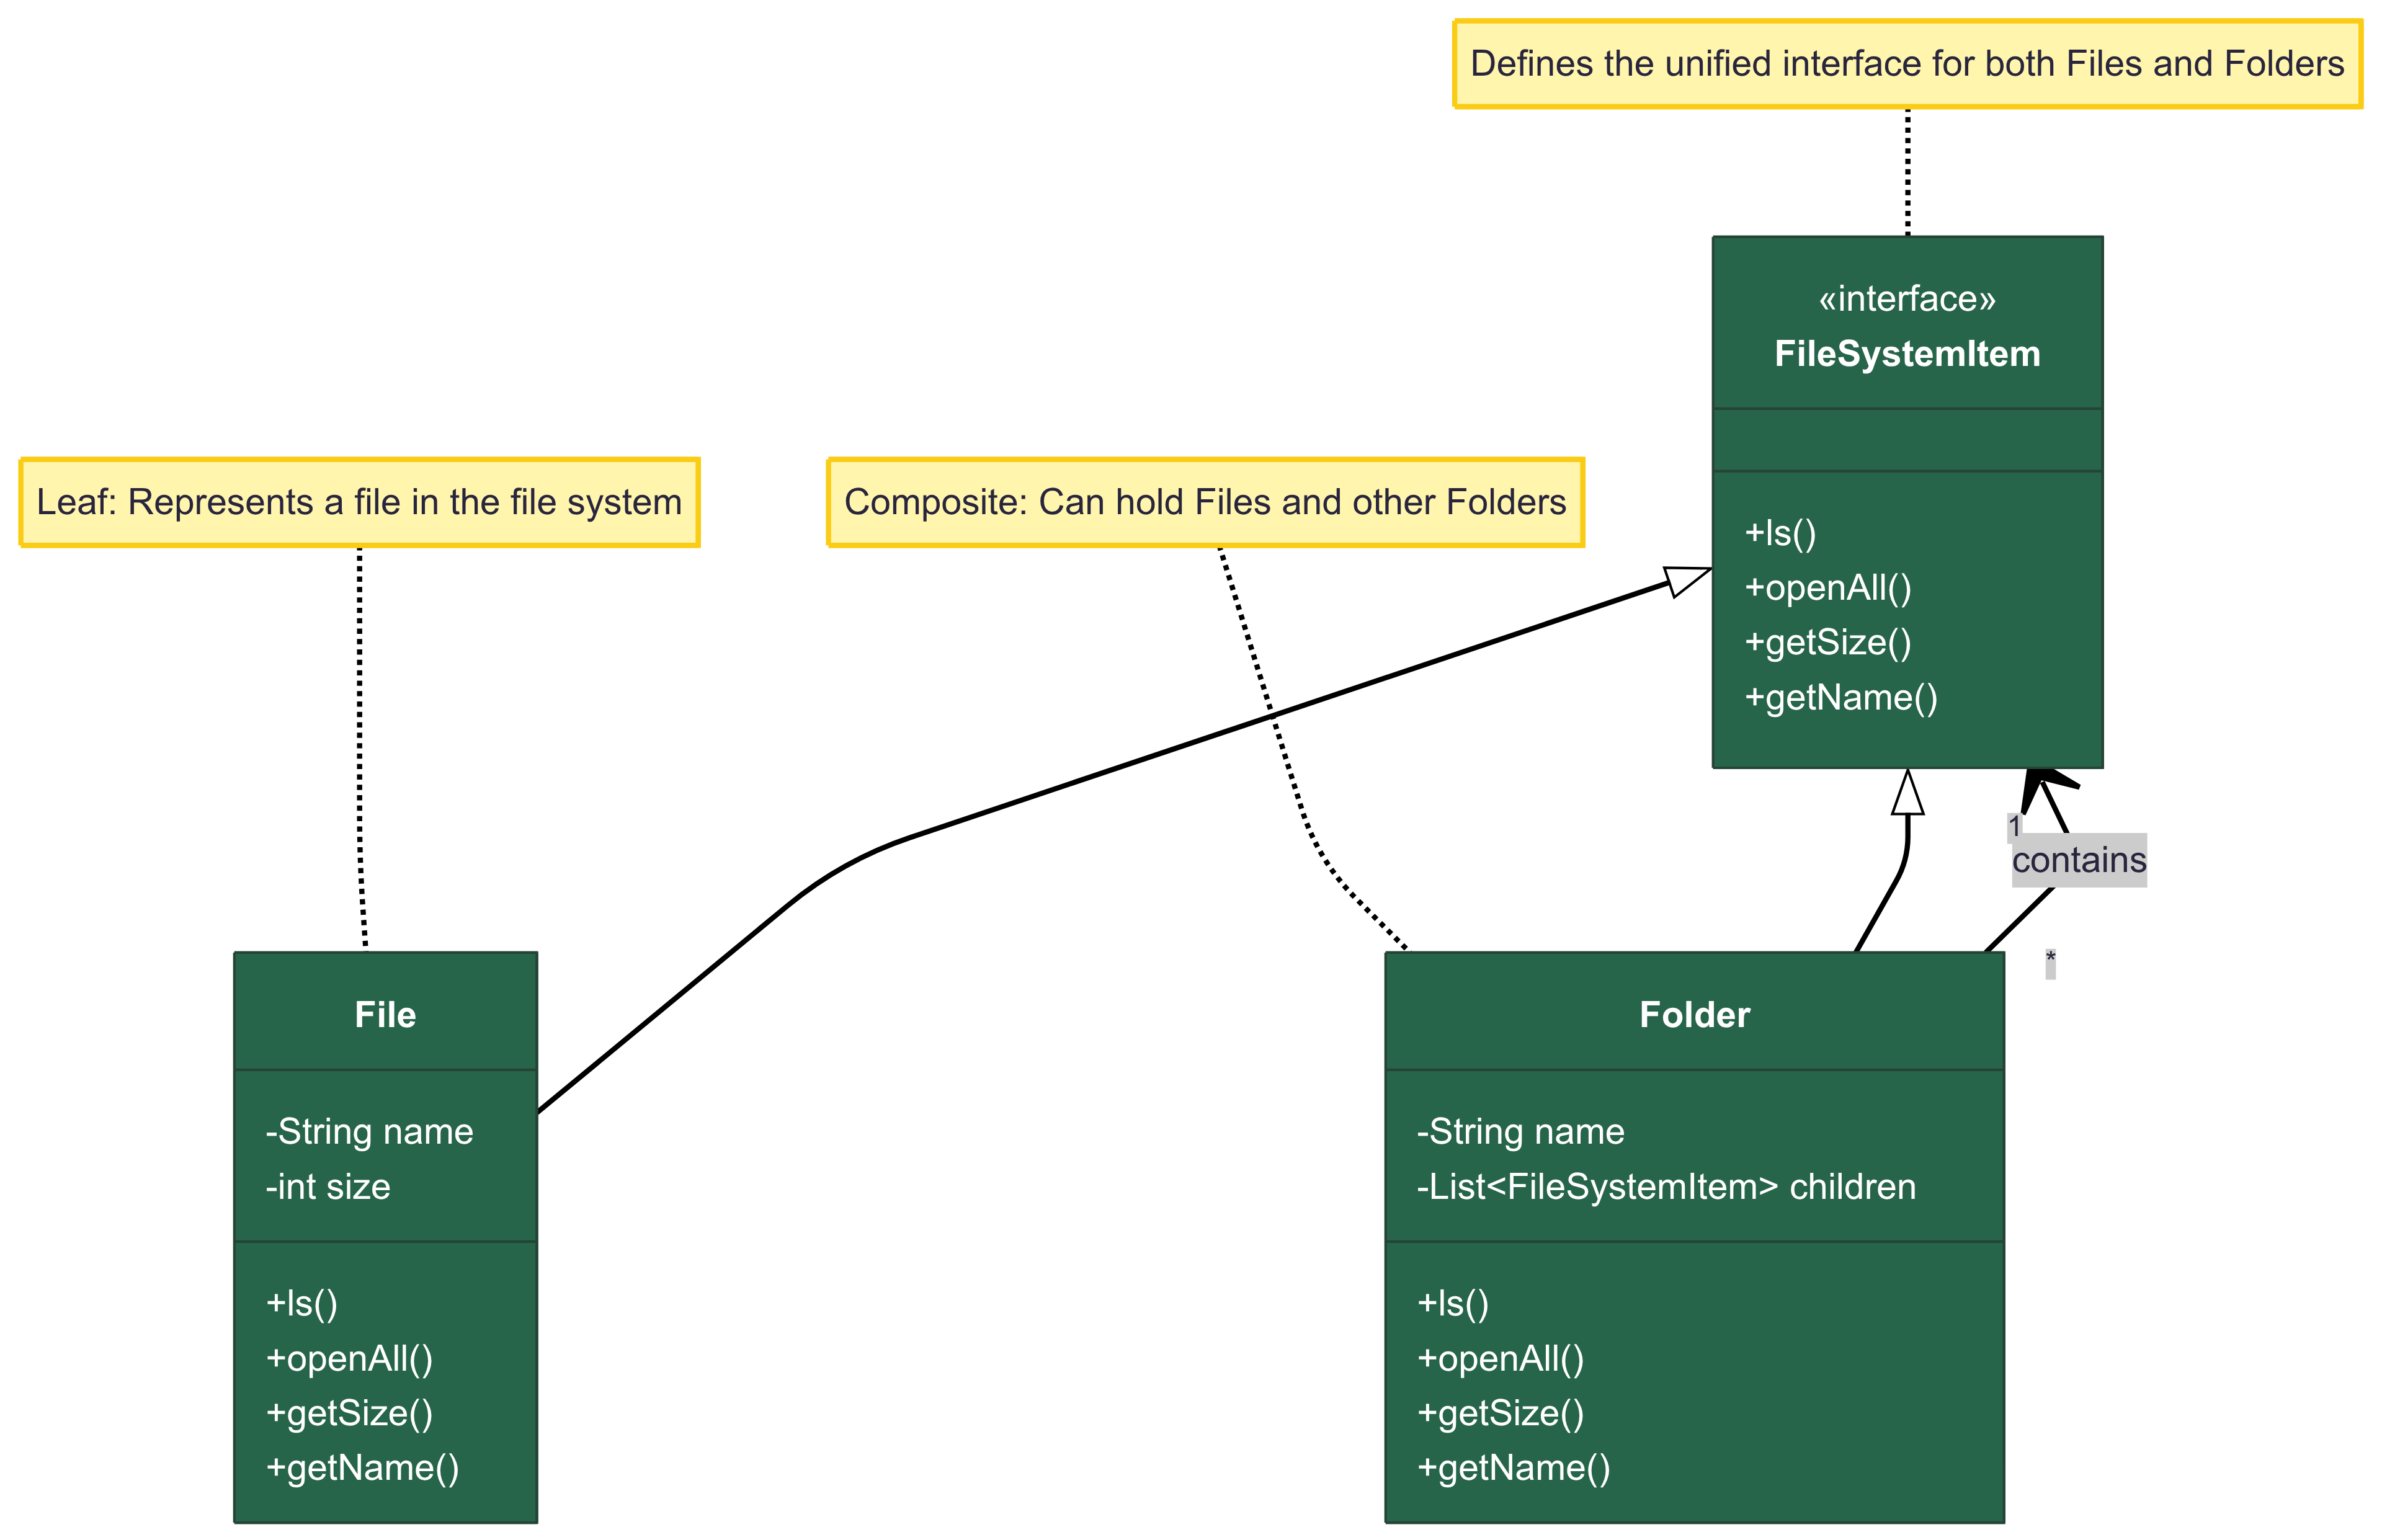 Defines the unified interface for both Files and Folders
«interface»
FileSystemItem
+ls()
+openAll()
+getSize()
+getName()
Leaf: Represents a file in the file system
Composite: Can hold Files and other Folders
1
contains
*
File
-String name
-int size
+ls()
+openAll()
+getSize()
+getName()
Folder
-String name
-List<FileSystemItem> children
+ls()
+openAll()
+getSize()
+getName()